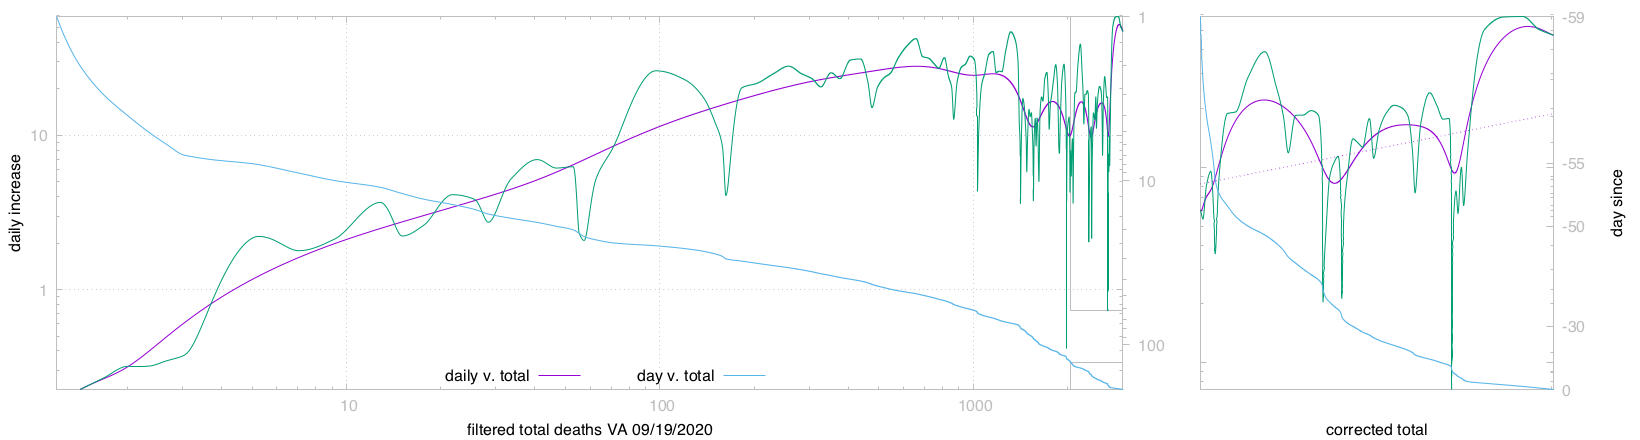 1
-59
10
10
-55
-50
1
-30
100
0
daily increase
day since
daily v. total
day v. total
10
100
1000
filtered total deaths VA 09/19/2020
corrected total